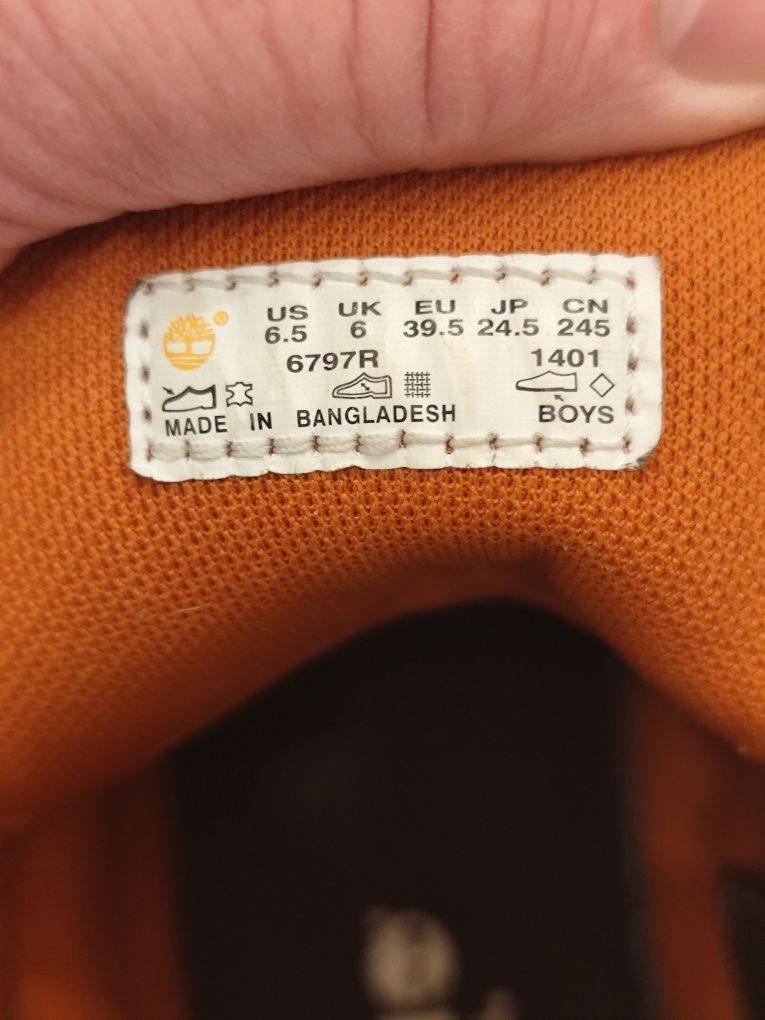 ® US UK EU JP CN
6.5 6 39.5 24.5 245
6797R 1401
MADE IN BANGLADESH BOYS